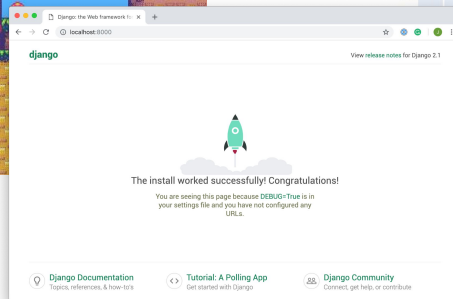 Django: the Web framework fo
localhost:8000
django
View release notes for Django 2.1
The install worked successfully! Congratulations!
You are seeing this page because DEBUG=True is in
your settings file and you have not configured any
URLs.
Django Documentation
Topics, references, & how-to's
Tutorial: A Polling App
Get started with Django
Django Community
Connect, get help, or contribute